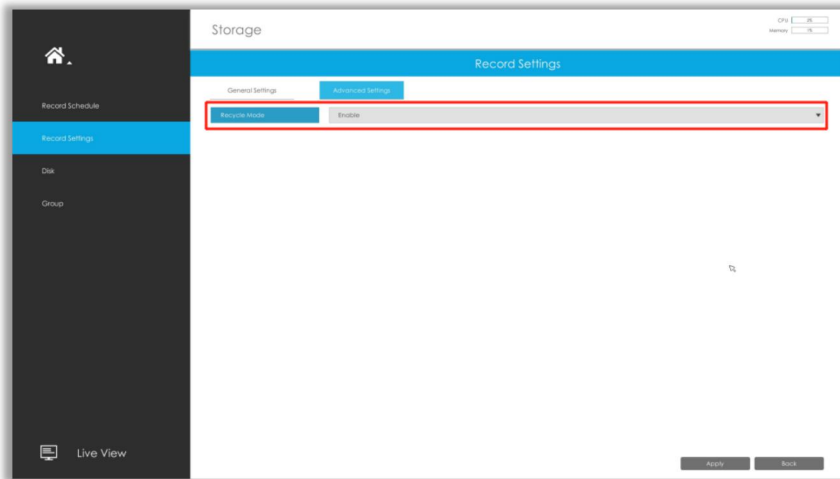 Storage
CPU
Memory
Record Settings
General Settings
Advanced Settings
Record Schedule
Recycle Mode
Enable
Record Settings
Disk
Group
Live View
Apply
Back